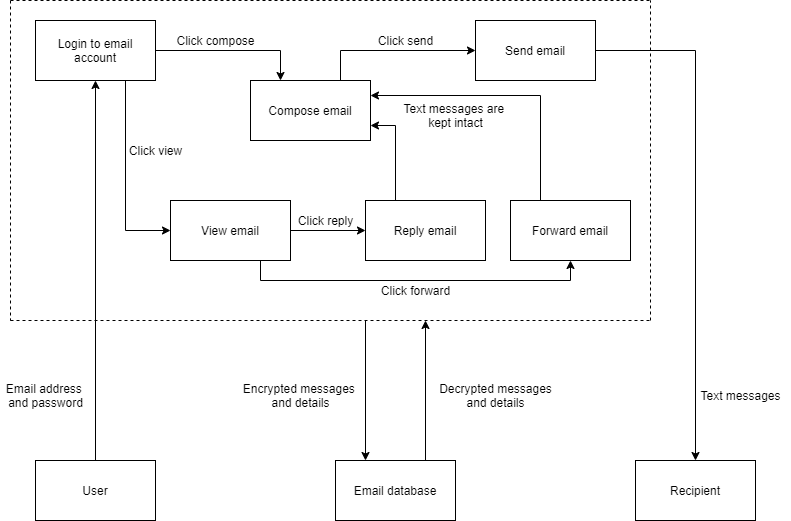 Login to email
account
Click compose
Click send
Send email
Compose email
Text messages are
kept intact
Click view
View email
Click reply
Reply email
Forward email
Click forward
Email address
and password
Encrypted messages
and details
Decrypted messages
and details
Text messages
User
Email database
Recipient